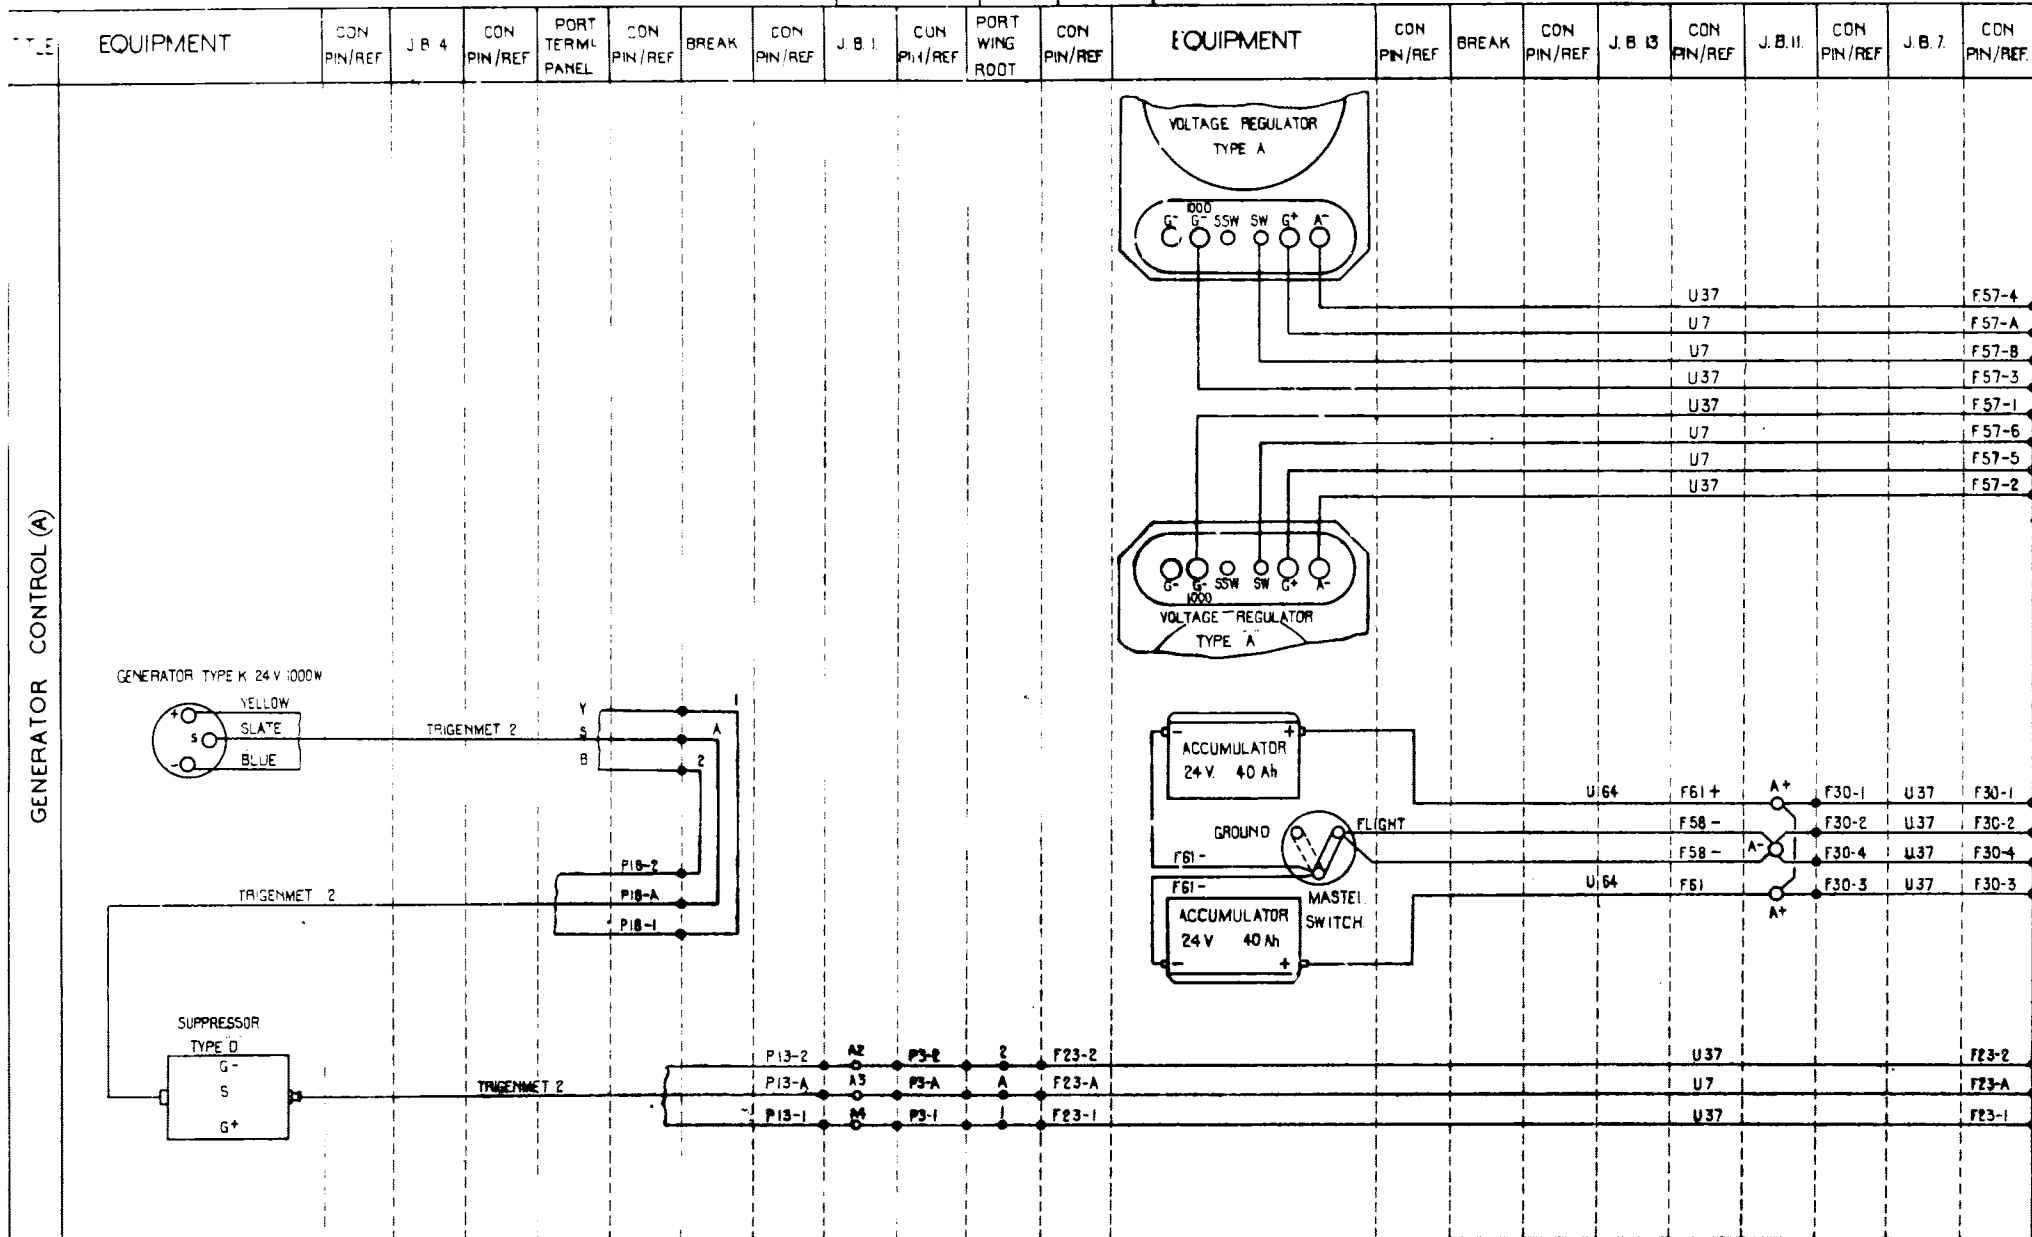 EQUIPMENT
CON PIN/REF
J.B.4
CON PIN/REF
PORT TERML PANEL
CON PIN/REF
BREAK
CON PIN/REF
J.B.1.
CON PIN/REF
PORT WING ROOT
CON PIN/REF
EQUIPMENT
CON PIN/REF
BREAK
CON PIN/REF
J.B.13
CON PIN/REF
J.B.11.
CON PIN/REF
J.B.7.
CON PIN/REF.
GENERATOR CONTROL (A)
VOLTAGE REGULATOR
TYPE A
1000
G- G- SSW SW G+ A-
U37 F57-4
U7 F57-A
U7 F57-B
U37 F57-3
U37 F57-1
U7 F57-6
U7 F57-5
U37 F57-2
G- G- SSW SW G+ A-
1000
VOLTAGE REGULATOR
TYPE A
GENERATOR TYPE K 24V 1000W
+ YELLOW
S SLATE
- BLUE
TRIGENMET 2
Y
S
B
1
A
2
P18-2
P18-A
P18-1
TRIGENMET 2
- +
ACCUMULATOR
24V. 40 Ah
U64 F61+ A+ F30-1 U37 F30-1
GROUND FLIGHT
F58- F30-2 U37 F30-2
F61-
F58- A- F30-4 U37 F30-4
F61-
U64 F61 A+ F30-3 U37 F30-3
MASTER SWITCH
ACCUMULATOR
24V 40 Ah
- +
SUPPRESSOR
TYPE D
G-
S
G+
TRIGENMET 2
P13-2 A2 P3-2 2 F23-2 U37 F23-2
P13-A A3 P3-A A F23-A U7 F23-A
P13-1 P3-1 1 F23-1 U37 F23-1